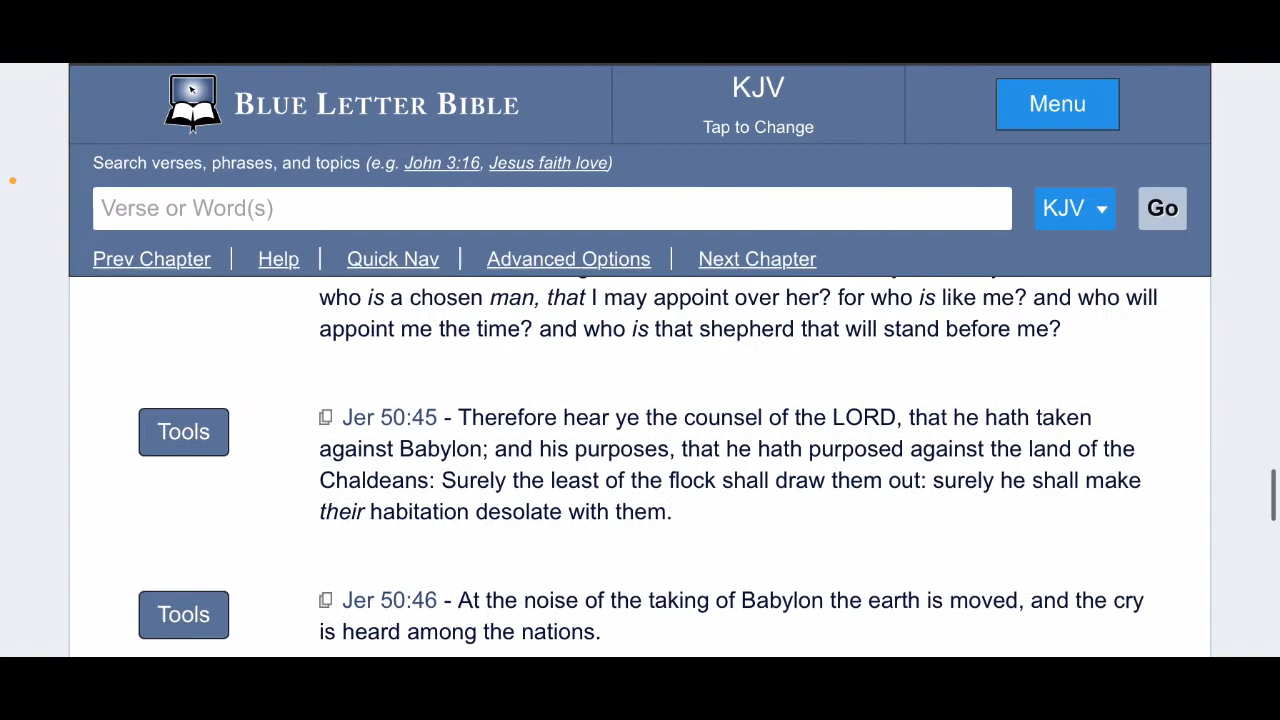 BLUE LETTER BIBLE
KJV
Tap to Change
Menu
Search verses, phrases, and topics (e.g. John 3:16, Jesus faith love)
Verse or Word(s)
KJV
Go
Prev Chapter
Help
Quick Nav
Advanced Options
Next Chapter
who is a chosen man, that I may appoint over her? for who is like me? and who will
appoint me the time? and who is that shepherd that will stand before me?
Tools
Jer 50:45 - Therefore hear ye the counsel of the LORD, that he hath taken
against Babylon; and his purposes, that he hath purposed against the land of the
Chaldeans: Surely the least of the flock shall draw them out: surely he shall make
their habitation desolate with them.
Tools
Jer 50:46 - At the noise of the taking of Babylon the earth is moved, and the cry
is heard among the nations.